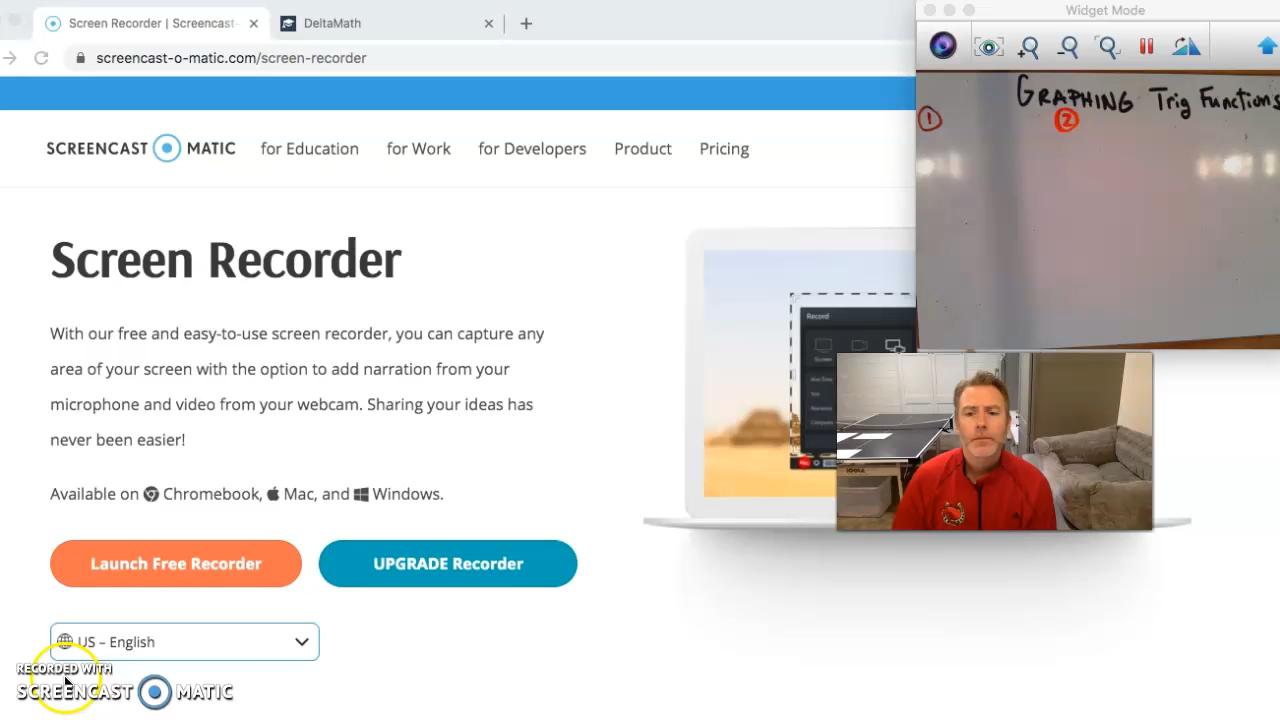 Screen Recorder | Screencast-
DeltaMath
Widget Mode
screencast-o-matic.com/screen-recorder
GRAPHING Trig Functions
1
2
SCREENCAST MATIC
for Education
for Work
for Developers
Product
Pricing
Screen Recorder
With our free and easy-to-use screen recorder, you can capture any
area of your screen with the option to add narration from your
microphone and video from your webcam. Sharing your ideas has
never been easier!
Available on Chromebook, Mac, and Windows.
Record
Screen
Launch Free Recorder
UPGRADE Recorder
US – English
RECORDED WITH
SCREENCAST MATIC